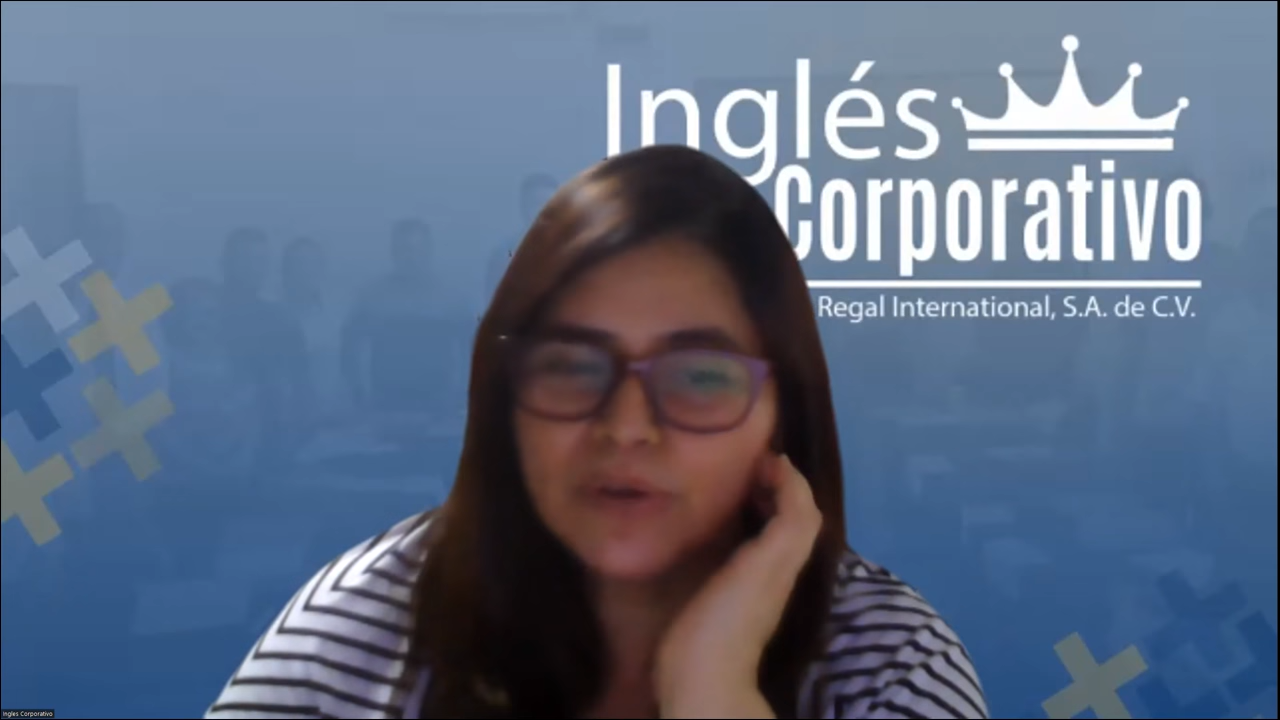 Inglés
Corporativo
Regal International, S.A. de C.V.
Ingles Corporativo